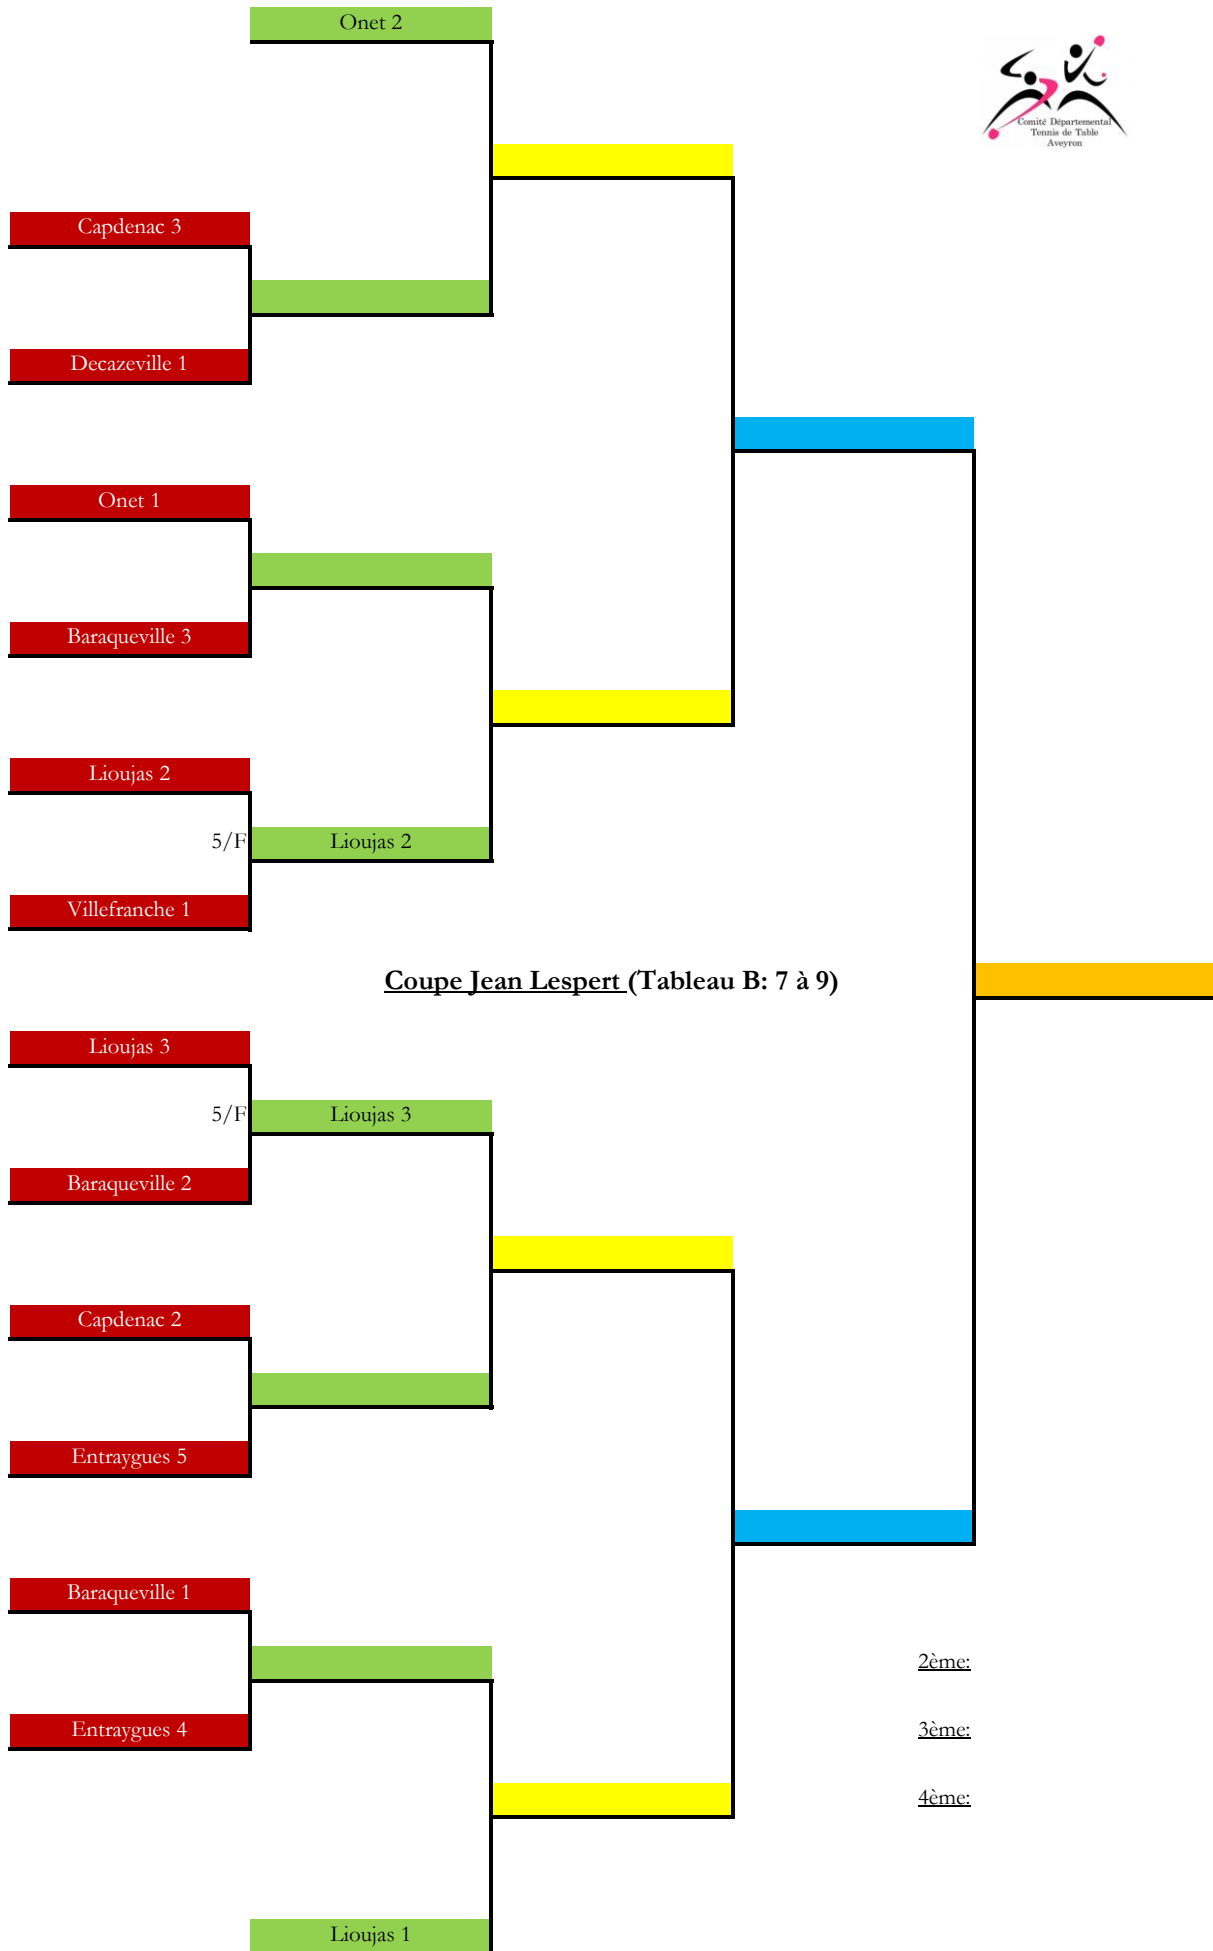 Onet 2
Comité Départemental
Tennis de Table
Aveyron
Capdenac 3
Decazeville 1
Onet 1
Baraqueville 3
Lioujas 2
5/F
Lioujas 2
Villefranche 1
Coupe Jean Lespert (Tableau B: 7 à 9)
Lioujas 3
5/F
Lioujas 3
Baraqueville 2
Capdenac 2
Entraygues 5
Baraqueville 1
2ème:
Entraygues 4
3ème:
4ème:
Lioujas 1